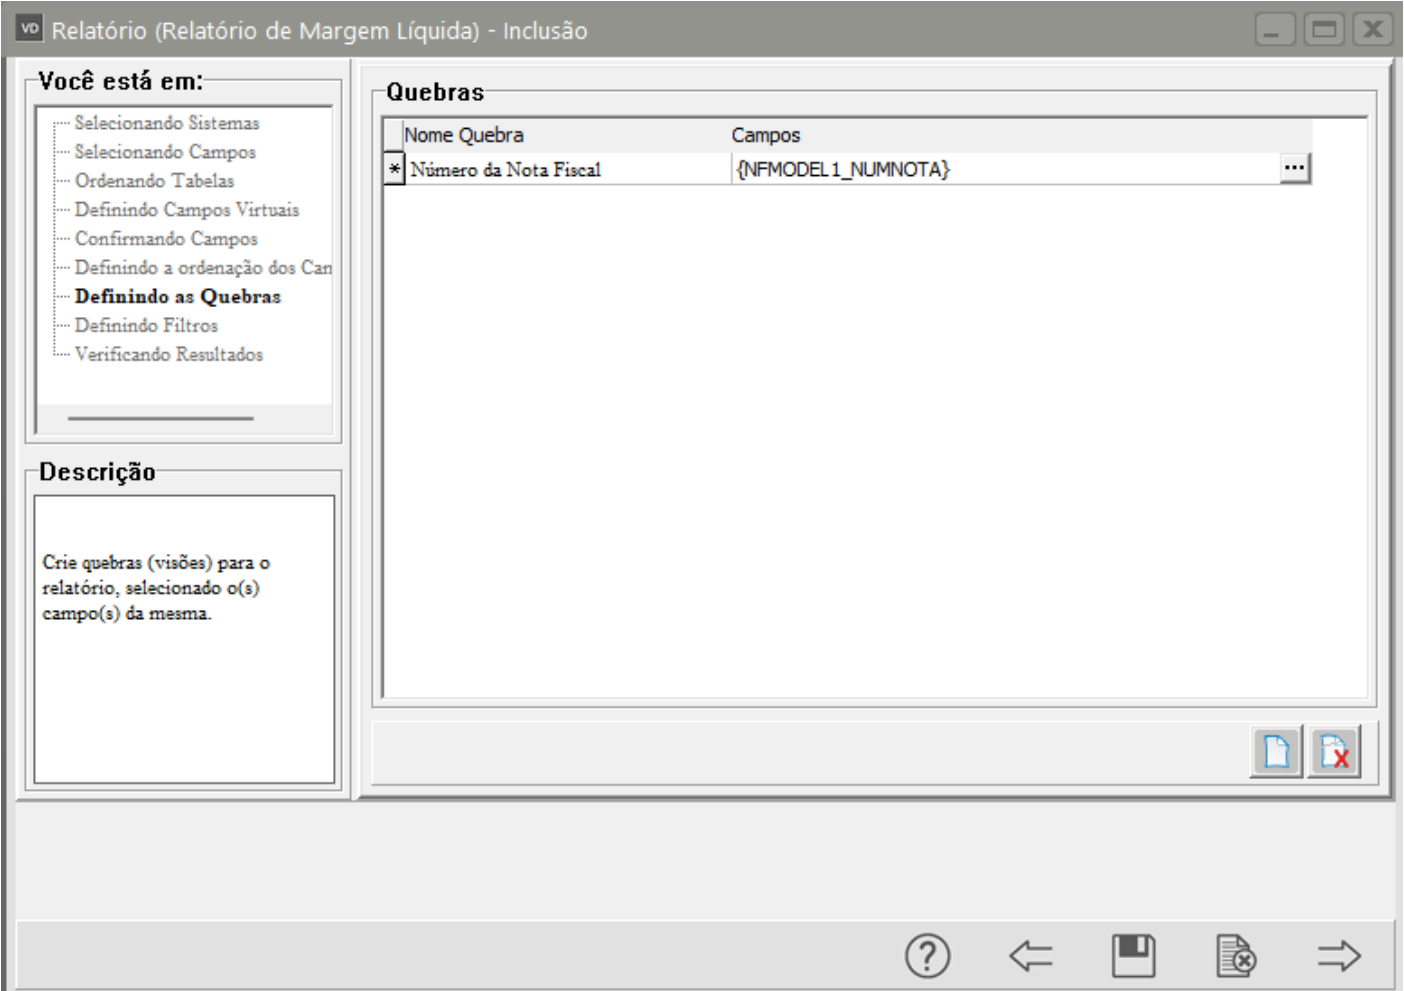 VD Relatório (Relatório de Margem Líquida) - Inclusão
Você está em:
Selecionando Sistemas
Selecionando Campos
Ordenando Tabelas
Definindo Campos Virtuais
Confirmando Campos
Definindo a ordenação dos Cam
Definindo as Quebras
Definindo Filtros
Verificando Resultados
Descrição
Crie quebras (visões) para o
relatório, selecionado o(s)
campo(s) da mesma.
Quebras
Nome Quebra Campos
* Número da Nota Fiscal {NFMODEL1_NUMNOTA} ...